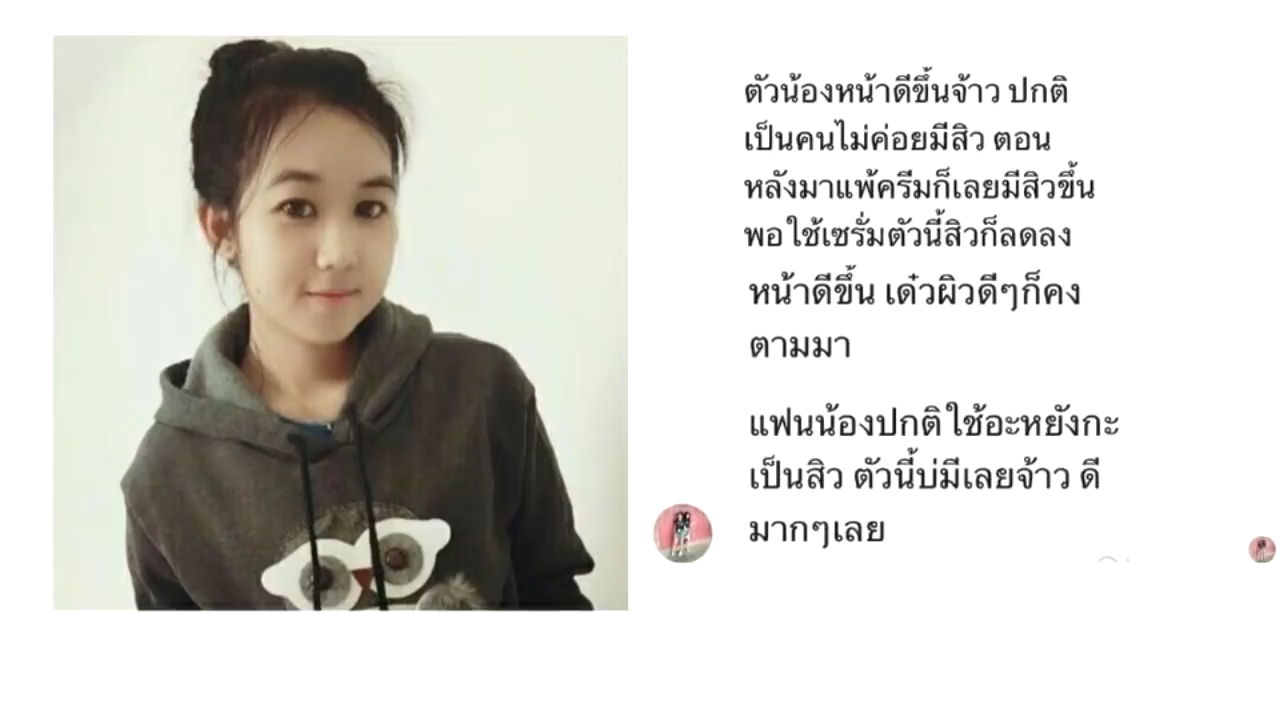 ตัวน้องหน้าดีขึ้นจ้าว ปกติ
เป็นคนไม่ค่อยมีสิว ตอน
หลังมาแพ้ครีมก็เลยมีสิวขึ้น
พอใช้เซรั่มตัวนี้สิวก็ลดลง
หน้าดีขึ้น เด๋วผิวดีๆก็คง
ตามมา
แฟนน้องปกติใช้อะหยังกะ
เป็นสิว ตัวนี้บ่มีเลยจ้าว ดี
มากๆเลย